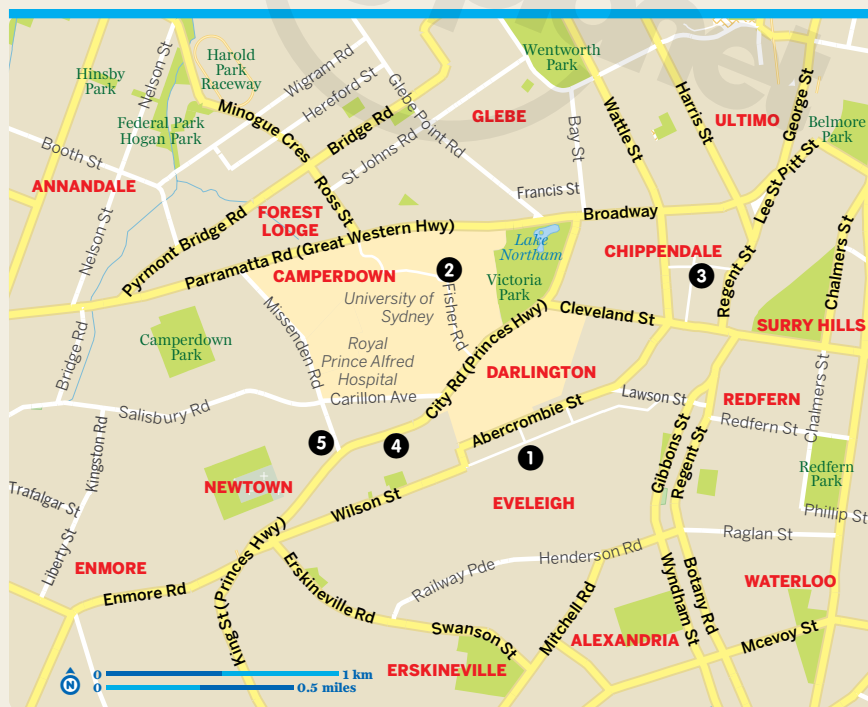 Wentworth
Park
Harold
Park
Raceway
Hinsby
Park
Nelson St
Wigram Rd
Hereford St
Glebe Point Rd
Minogue Cres
Bridge Rd
GLEBE
Wattle St
Harris St
ULTIMO
George St
Belmore
Park
Federal Park
Hogan Park
Booth St
St Johns Rd
Bay St
Lee St
Pitt St
ANNANDALE
Ross St
Francis St
Broadway
Nelson St
Pyrmont Bridge Rd
FOREST
LODGE
Parramatta Rd (Great Western Hwy)
Lake
Northam
CHIPPENDALE
Chalmers St
CAMPERDOWN
2
Victoria
Park
3
Regent St
University of
Sydney
Fisher Rd
Cleveland St
SURRY HILLS
Missenden Rd
Camperdown
Park
Royal
Prince Alfred
Hospital
City Rd (Princes Hwy)
Bridge Rd
DARLINGTON
Carillon Ave
Lawson St
REDFERN
Chalmers St
Salisbury Rd
Abercrombie St
Redfern St
Kingston Rd
5
4
1
Gibbons St
Regent St
Redfern
Park
NEWTOWN
Wilson St
EVELEIGH
Trafalgar St
Phillip St
Liberty St
King St (Princes Hwy)
Raglan St
ENMORE
Henderson Rd
Railway Pde
Erskineville Rd
Enmore Rd
Wyndham St
Botany Rd
WATERLOO
Swanson St
Mitchell Rd
ALEXANDRIA
Mcevoy St
ERSKINEVILLE
N
0
1 km
0
0.5 miles